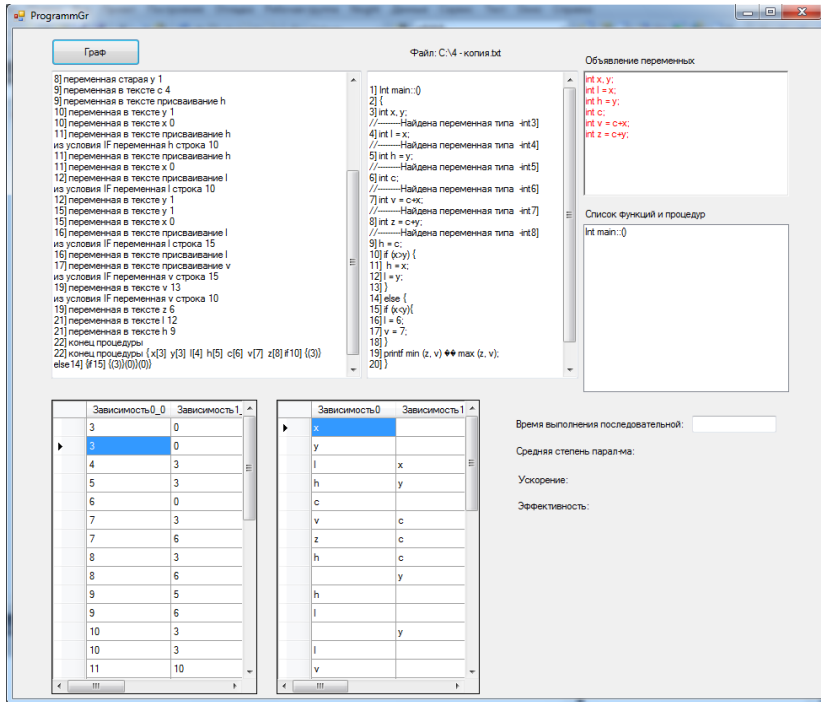 ProgrammGr
Граф
Файл: C:\4 - копия.txt
8] переменная старая y 1
9] переменная в тексте c 4
9] переменная в тексте присваивание h
10] переменная в тексте y 1
10] переменная в тексте x 0
11] переменная в тексте присваивание h
из условия IF переменная h строка 10
11] переменная в тексте присваивание h
11] переменная в тексте x 0
12] переменная в тексте присваивание l
из условия IF переменная l строка 10
12] переменная в тексте y 1
15] переменная в тексте y 1
15] переменная в тексте x 0
16] переменная в тексте присваивание l
из условия IF переменная l строка 15
16] переменная в тексте присваивание l
17] переменная в тексте присваивание v
из условия IF переменная v строка 15
19] переменная в тексте v 13
из условия IF переменная v строка 10
19] переменная в тексте z 6
21] переменная в тексте l 12
21] переменная в тексте h 9
22] конец процедуры
22] конец процедуры { x[3] y[3] l[4] h[5] c[6] v[7] z[8] if10] {(3)}
else14] {if15] {(3)}(0)}(0)}
1] Int main::()
2] {
3] int x, y;
//---------Найдена переменная типа -int3]
4] int l = x;
//---------Найдена переменная типа -int4]
5] int h = y;
//---------Найдена переменная типа -int5]
6] int c;
//---------Найдена переменная типа -int6]
7] int v = c+x;
//---------Найдена переменная типа -int7]
8] int z = c+y;
//---------Найдена переменная типа -int8]
9] h = c;
10] if (x>y) {
11] h = x;
12] l = y;
13] }
14] else {
15] if (x<y){
16] l = 6;
17] v = 7;
18] }
19] printf min (z, v) �� max (z, v);
20] }
Объявление переменных
int x, y;
int l = x;
int h = y;
int c;
int v = c+x;
int z = c+y;
Список функций и процедур
Int main::()
Зависимость0_0 Зависимость1_
3 0
3 0
4 3
5 3
6 0
7 3
7 6
8 3
8 6
9 5
9 6
10 3
10 3
11 10
Зависимость0 Зависимость1
x
y
l x
h y
c
v c
z c
h c
y
h
l
y
l
v
Время выполнения последовательной:
Средняя степень парал-ма:
Ускорение:
Эффективность: